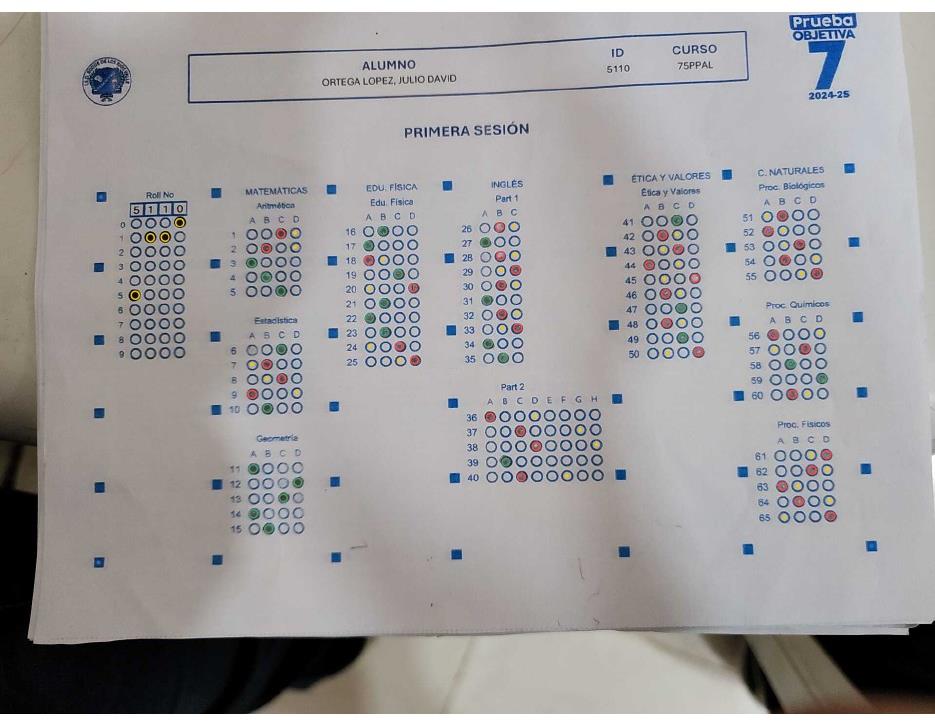 Prueba
OBJETIVA
7
2024-25
ALUMNO
ORTEGA LOPEZ, JULIO DAVID
ID
5110
CURSO
75PPAL
PRIMERA SESIÓN
Roll No
5 1 1 0
0
1
2
3
4
5
6
7
8
9
MATEMÁTICAS
Aritmética
A B C D
1
2
3
4
5
Estadística
A B C D
6
7
8
9
10
Geometría
A B C D
11
12
13
14
15
EDU. FÍSICA
Edu. Física
A B C D
16
17
18
19
20
21
22
23
24
25
INGLÉS
Part 1
A B C
26
27
28
29
30
31
32
33
34
35
Part 2
A B C D E F G H
36
37
38
39
40
ÉTICA Y VALORES
Ética y Valores
A B C D
41
42
43
44
45
46
47
48
49
50
C. NATURALES
Proc. Biológicos
A B C D
51
52
53
54
55
Proc. Químicos
A B C D
56
57
58
59
60
Proc. Físicos
A B C D
61
62
63
64
65